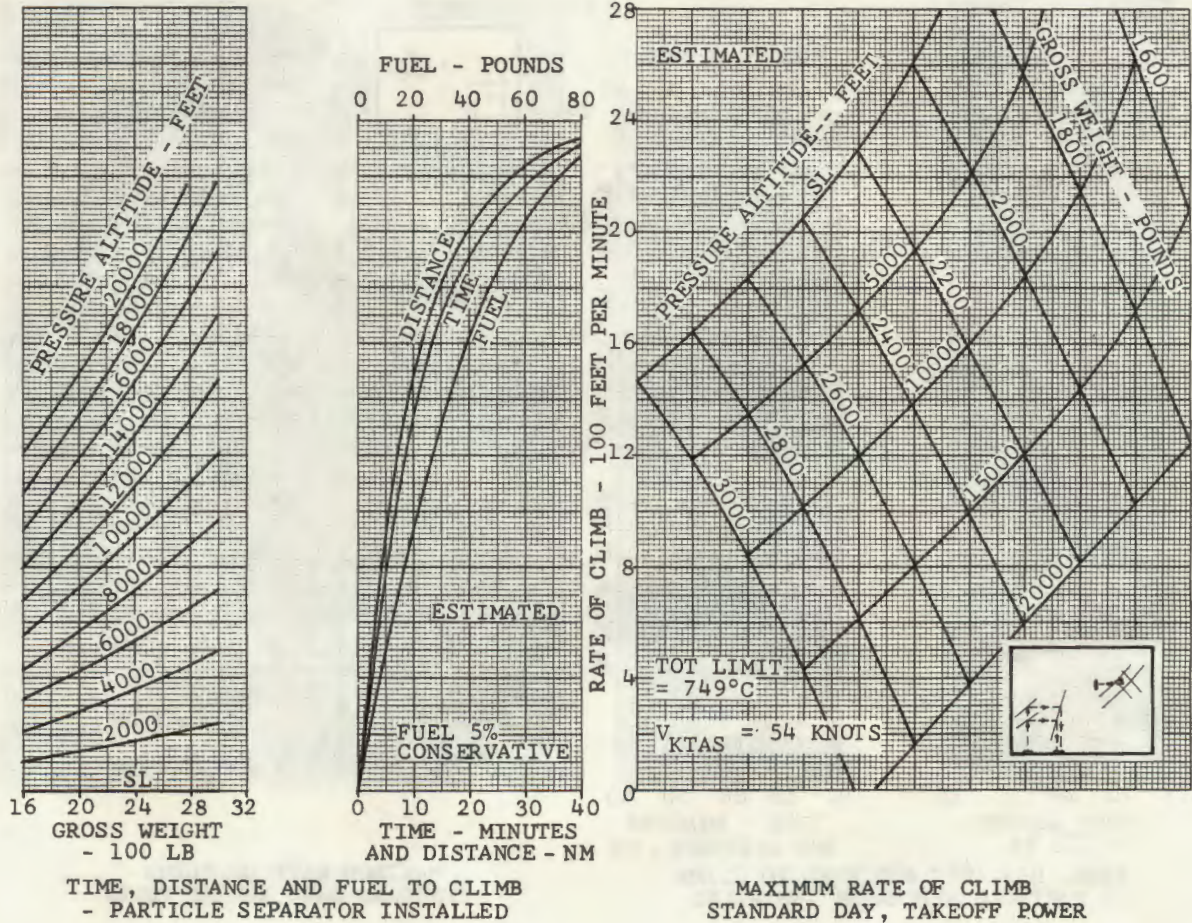 PRESSURE ALTITUDE - FEET
20000
18000
16000
14000
12000
10000
8000
6000
4000
2000
SL
16 20 24 28 32
GROSS WEIGHT
- 100 LB
FUEL - POUNDS
0 20 40 60 80
DISTANCE
TIME
FUEL
ESTIMATED
FUEL 5%
CONSERVATIVE
0 10 20 30 40
TIME - MINUTES
AND DISTANCE - NM
TIME, DISTANCE AND FUEL TO CLIMB
- PARTICLE SEPARATOR INSTALLED
RATE OF CLIMB - 100 FEET PER MINUTE
28
24
20
16
12
8
4
0
ESTIMATED
PRESSURE ALTITUDE -- FEET
SL
5000
10000
15000
20000
GROSS WEIGHT - POUNDS
1600
1800
2000
2200
2400
2600
2800
3000
TOT LIMIT
= 749°C
V KTAS = 54 KNOTS
MAXIMUM RATE OF CLIMB
STANDARD DAY, TAKEOFF POWER